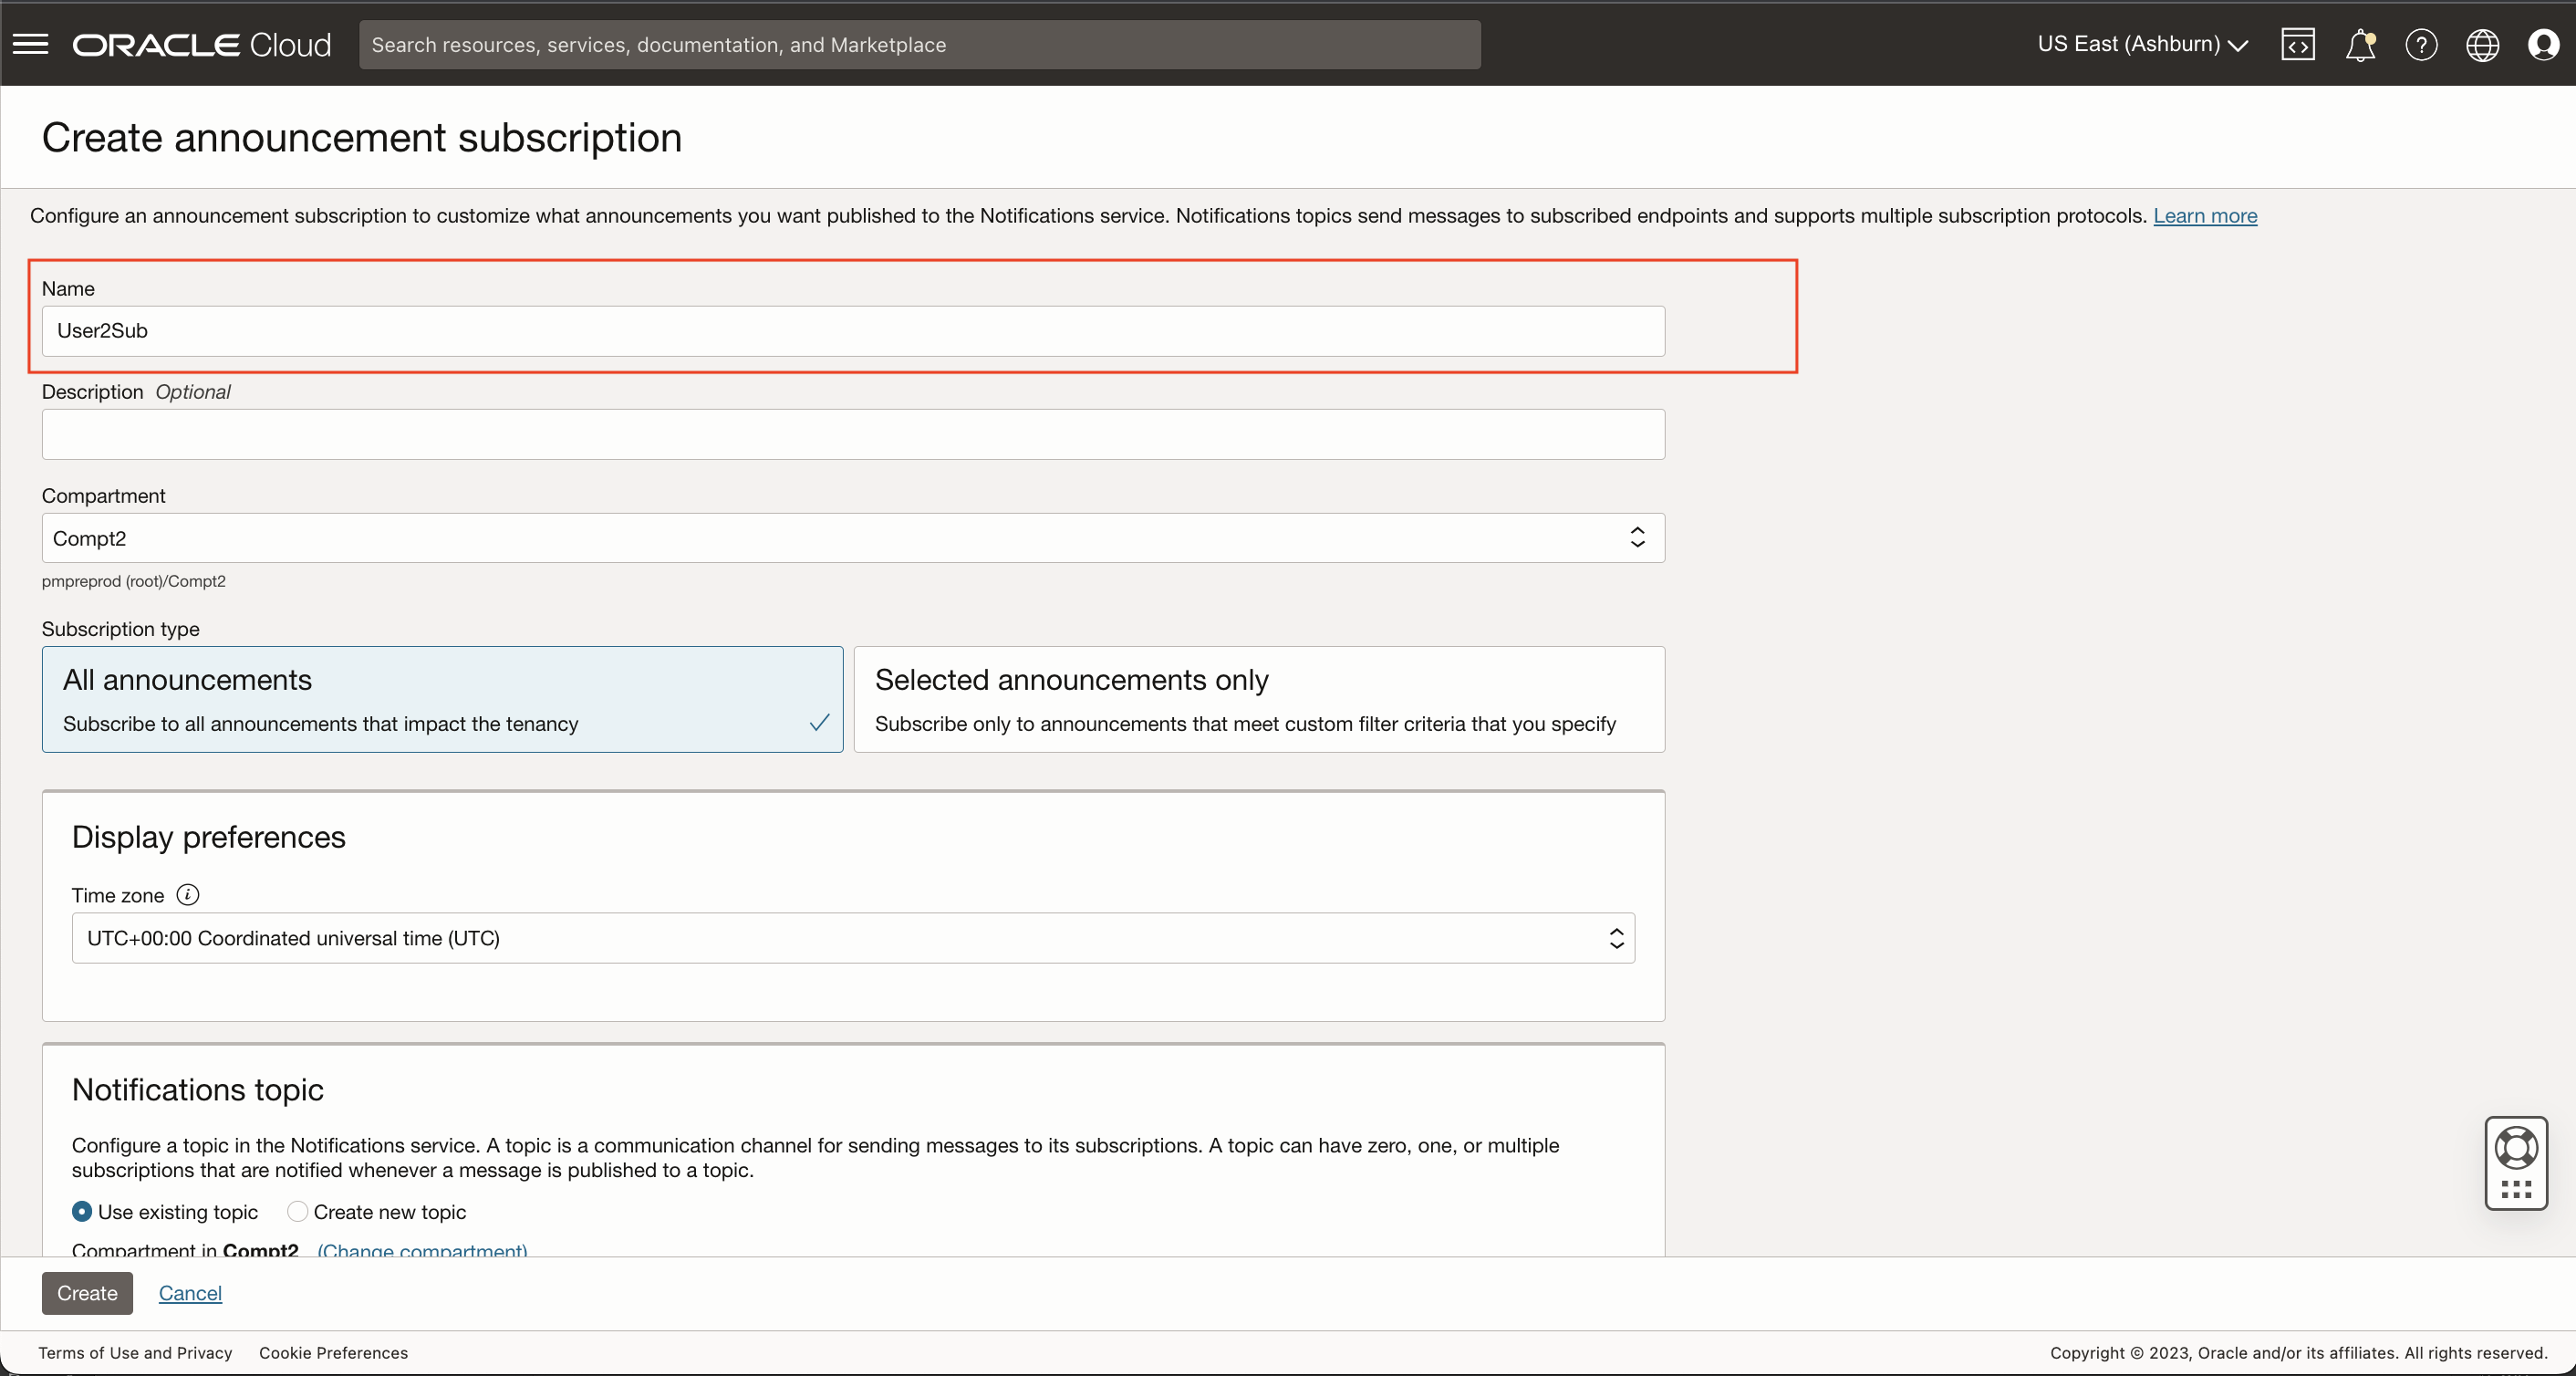 ORACLE Cloud
Search resources, services, documentation, and Marketplace
US East (Ashburn)
Create announcement subscription
Configure an announcement subscription to customize what announcements you want published to the Notifications service. Notifications topics send messages to subscribed endpoints and supports multiple subscription protocols. Learn more
Name
User2Sub
Description Optional
Compartment
Compt2
pmpreprod (root)/Compt2
Subscription type
All announcements
Subscribe to all announcements that impact the tenancy
Selected announcements only
Subscribe only to announcements that meet custom filter criteria that you specify
Display preferences
Time zone
UTC+00:00 Coordinated universal time (UTC)
Notifications topic
Configure a topic in the Notifications service. A topic is a communication channel for sending messages to its subscriptions. A topic can have zero, one, or multiple
subscriptions that are notified whenever a message is published to a topic.
Use existing topic Create new topic
Compartment in Compt2 (Change compartment)
Create Cancel
Terms of Use and Privacy Cookie Preferences
Copyright © 2023, Oracle and/or its affiliates. All rights reserved.